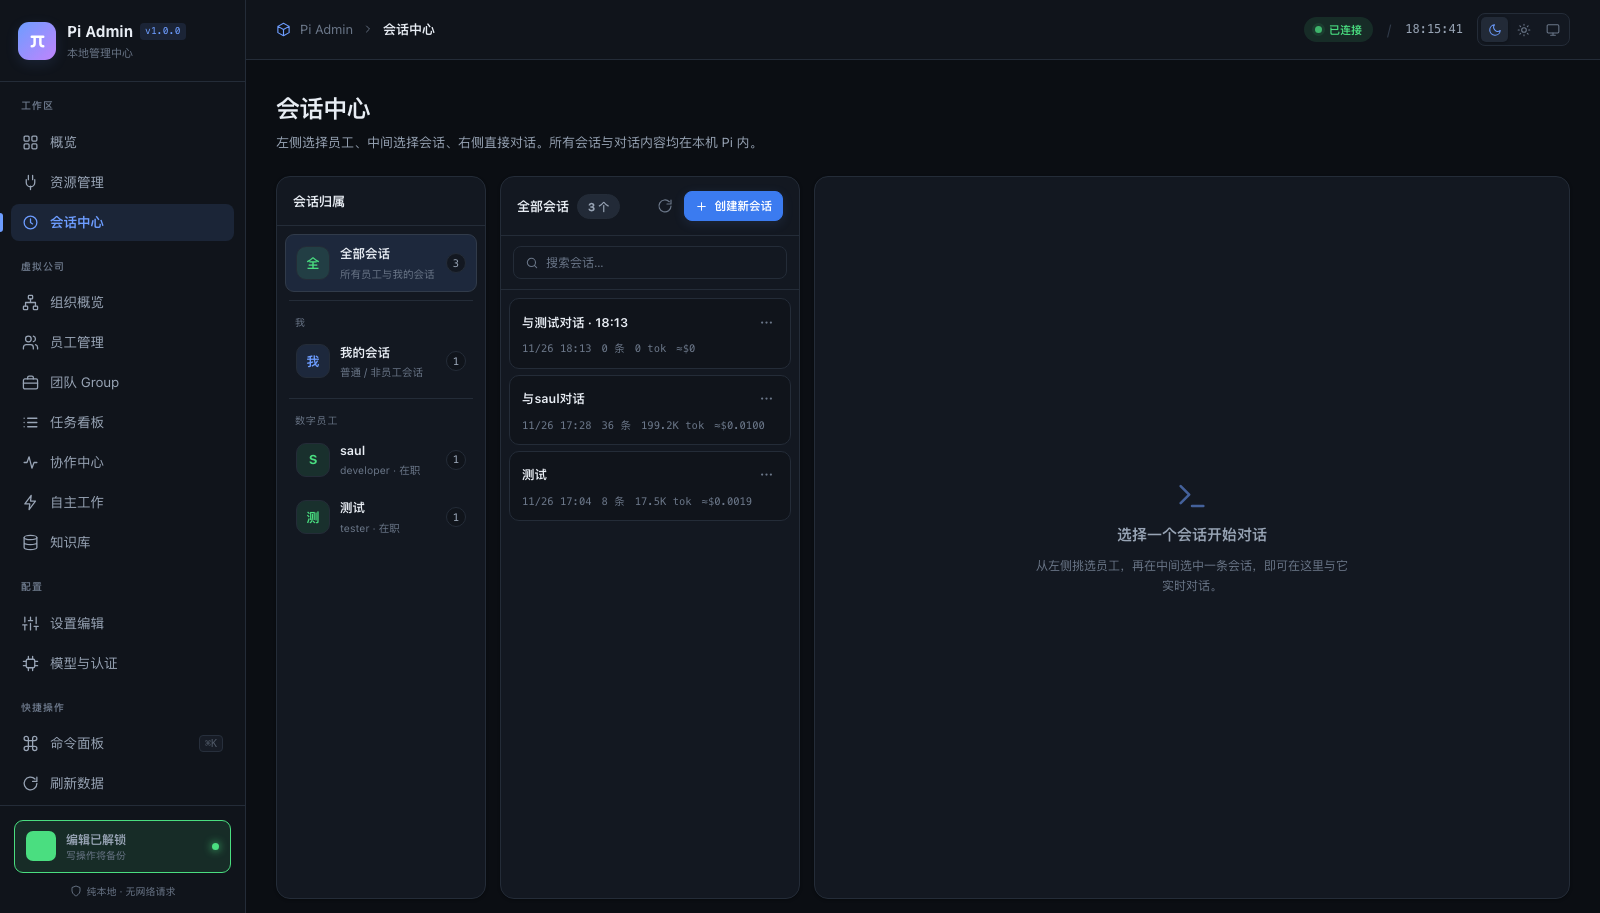 π
Pi Admin v1.0.0
本地管理中心
工作区
概览
资源管理
会话中心
虚拟公司
组织概览
员工管理
团队 Group
任务看板
协作中心
自主工作
知识库
配置
设置编辑
模型与认证
快捷操作
命令面板 ⌘K
刷新数据
编辑已解锁
写操作将备份
纯本地 · 无网络请求
Pi Admin > 会话中心
已连接 / 18:15:41
会话中心
左侧选择员工、中间选择会话、右侧直接对话。所有会话与对话内容均在本机 Pi 内。
会话归属
全 全部会话 3
所有员工与我的会话
我
我 我的会话 1
普通 / 非员工会话
数字员工
S saul 1
developer · 在职
测 测试 1
tester · 在职
全部会话 3 个 + 创建新会话
搜索会话...
与测试对话 · 18:13 ···
11/26 18:13 0 条 0 tok ≈$0
与saul对话 ···
11/26 17:28 36 条 199.2K tok ≈$0.0100
测试 ···
11/26 17:04 8 条 17.5K tok ≈$0.0019
选择一个会话开始对话
从左侧挑选员工，再在中间选中一条会话，即可在这里与它
实时对话。